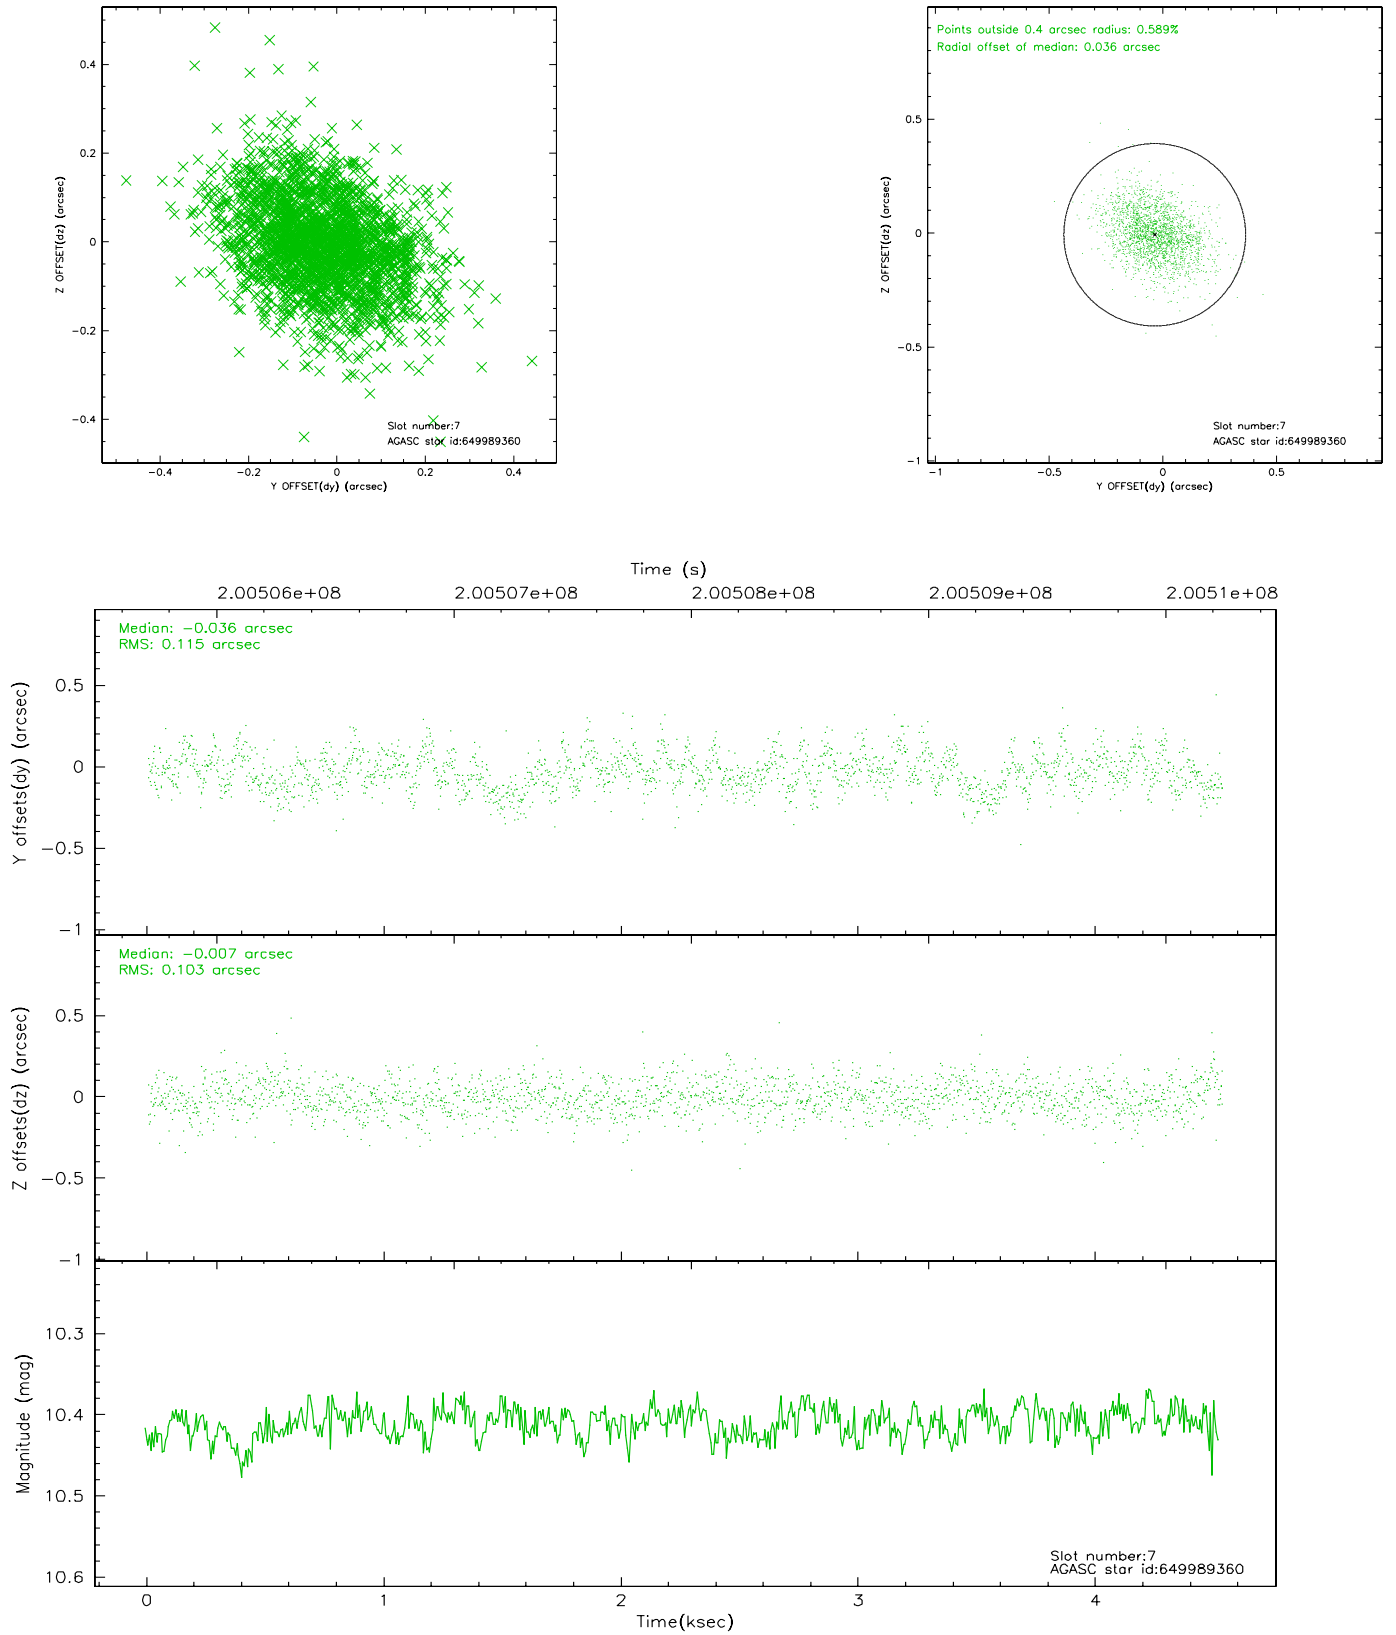 0.4
0.2
0
−0.2
−0.4
Z OFFSET(dz) (arcsec)
−0.4 −0.2 0 0.2 0.4
Y OFFSET(dy) (arcsec)
Slot number:7
AGASC star id:649989360
Points outside 0.4 arcsec radius: 0.589%
Radial offset of median: 0.036 arcsec
0.5
0
−0.5
−1
Z OFFSET(dz) (arcsec)
−1 −0.5 0 0.5
Y OFFSET(dy) (arcsec)
Slot number:7
AGASC star id:649989360
Time (s)
2.00506e+08 2.00507e+08 2.00508e+08 2.00509e+08 2.0051e+08
Median: −0.036 arcsec
RMS: 0.115 arcsec
0.5
0
−0.5
−1
Y offsets(dy) (arcsec)
Median: −0.007 arcsec
RMS: 0.103 arcsec
0.5
0
−0.5
−1
Z offsets(dz) (arcsec)
10.3
10.4
10.5
10.6
Magnitude (mag)
Slot number:7
AGASC star id:649989360
0 1 2 3 4
Time(ksec)